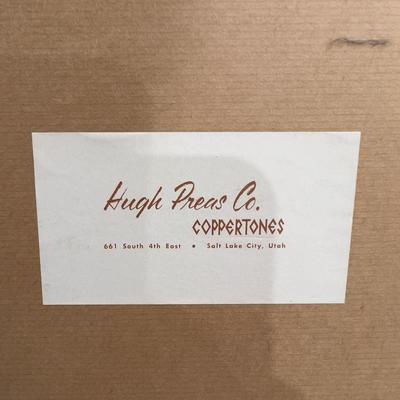 Hugh Preas Co.
COPPERTONES
661 South 4th East • Salt Lake City, Utah